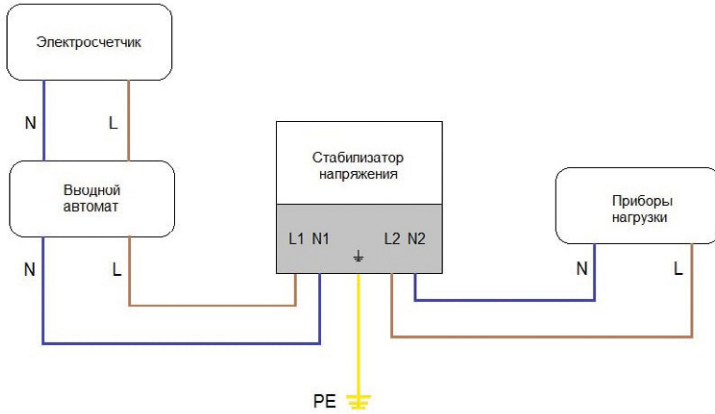 Электросчетчик
N
L
Вводной
автомат
N
L
Стабилизатор
напряжения
L1 N1
L2 N2
Приборы
нагрузки
N
L
PE